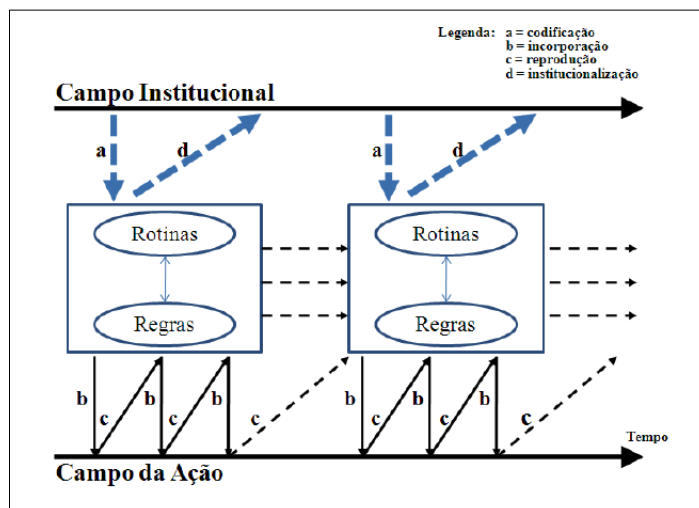 Legenda: a = codificação
b = incorporação
c = reprodução
d = institucionalização
Campo Institucional
a
d
a
d
Rotinas
Rotinas
Regras
Regras
b
c
b
c
b
c
b
c
b
c
b
c
Tempo
Campo da Ação